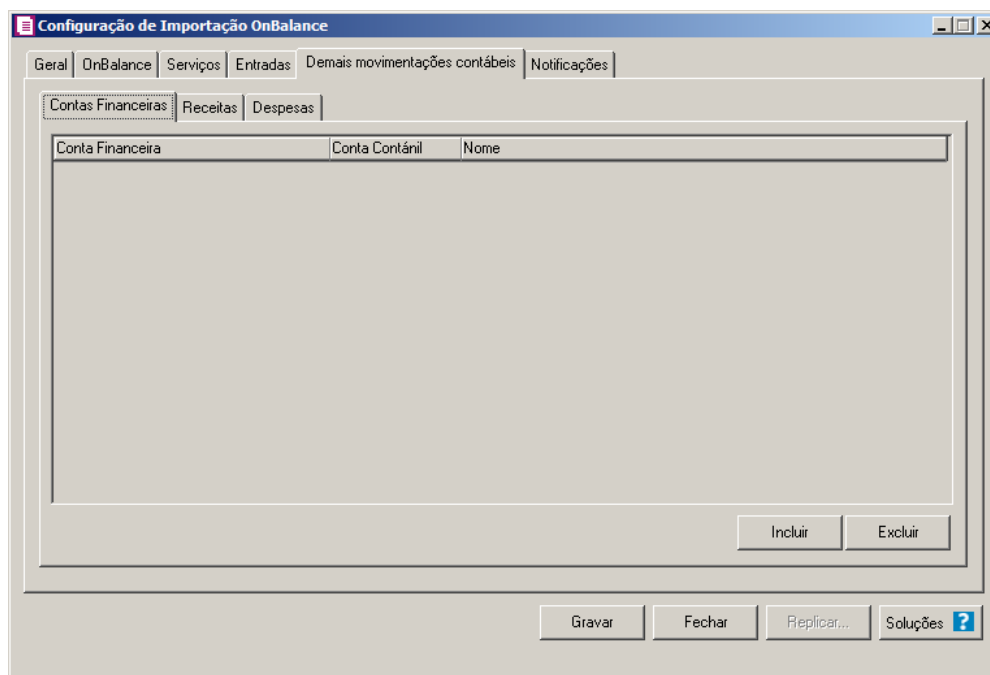 Configuração de Importação OnBalance
Geral OnBalance Serviços Entradas Demais movimentações contábeis Notificações
Contas Financeiras Receitas Despesas
Conta Financeira Conta Contánil Nome
Incluir Excluir
Gravar Fechar Replicar... Soluções ?